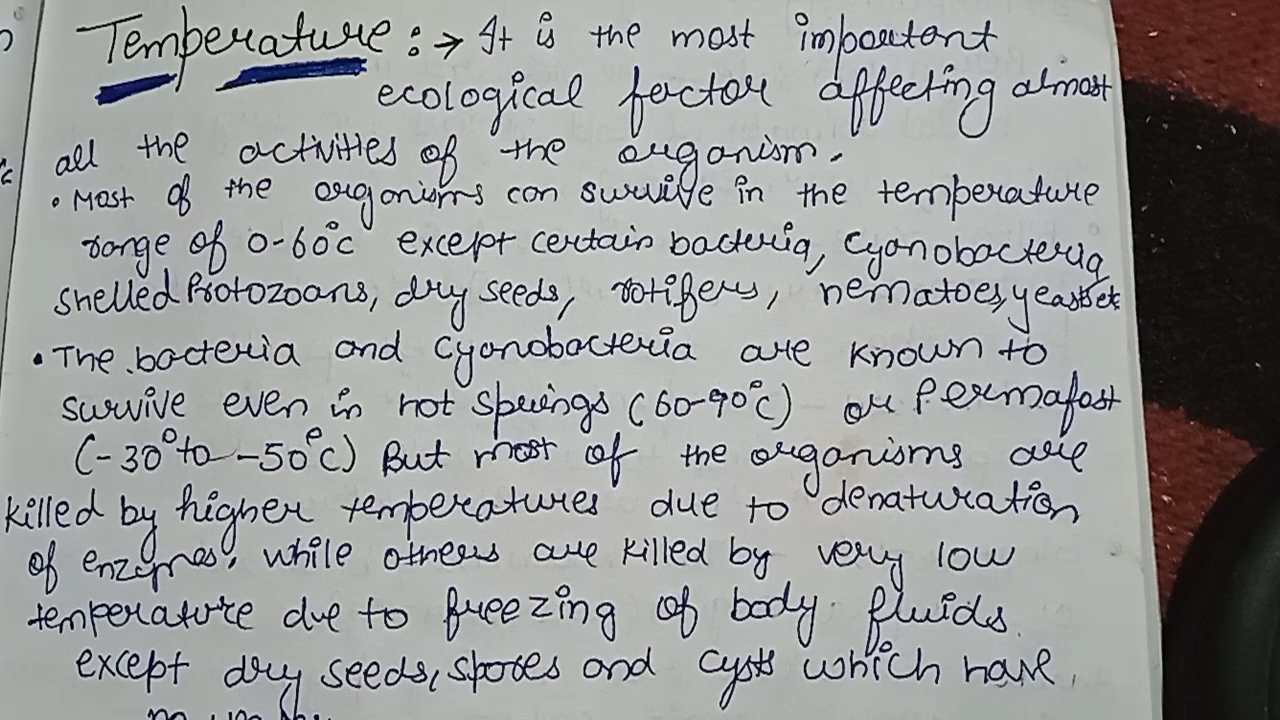 Temperature :→ It is the most important
ecological factor affecting almost
all the activities of the organism.
• Most of the organisms can survive in the temperature
range of 0-60°c except certain bacteria, Cyanobacteria,
shelled Protozoans, dry seeds, rotifers, nematoes, yeasts etc
• The bacteria and Cyanobacteria are known to
survive even in hot springs (60-90°c) or Permafost
(-30° to -50°c) But most of the organisms are
killed by higher temperatures due to denaturation
of enzymes, while others are killed by very low
temperature due to freezing of body fluids
except dry seeds, spores and cysts which have